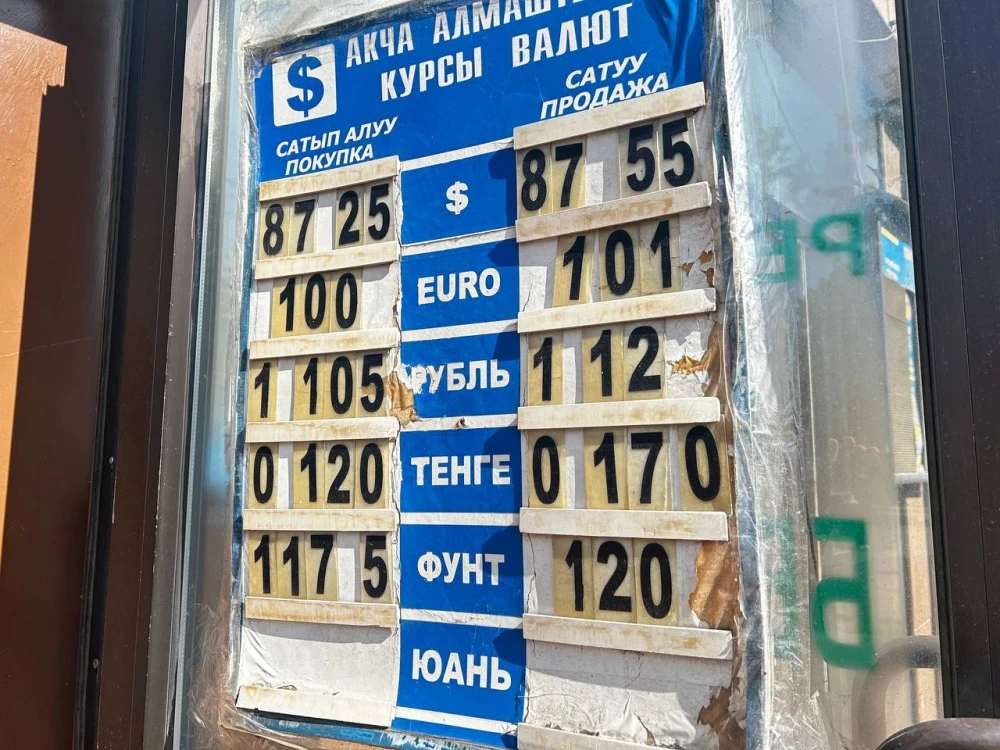 $ АКЧА АЛМАШТ
КУРСЫ ВАЛЮТ
САТЫП АЛУУ
ПОКУПКА
САТУУ
ПРОДАЖА
87 25 $ 87 55
100 EURO 101
1 105 РУБЛЬ 1 12
0 120 ТЕНГЕ 0 170
117 5 ФУНТ 120
ЮАНЬ